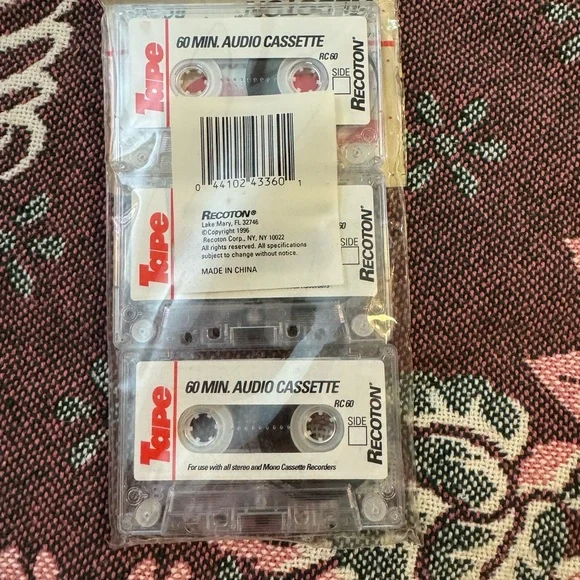 60 MIN. AUDIO CASSETTE
RC 60
Tape
SIDE
RECOTON®
0 44102 43360 1
RECOTON®
Lake Mary, FL 32746
©Copyright 1996
Recoton Corp., NY, NY 10022
All rights reserved. All specifications
subject to change without notice.
MADE IN CHINA
Tape
60
SIDE
RECOTON®
60 MIN. AUDIO CASSETTE
RC 60
Tape
SIDE
RECOTON®
For use with all stereo and Mono Cassette Recorders